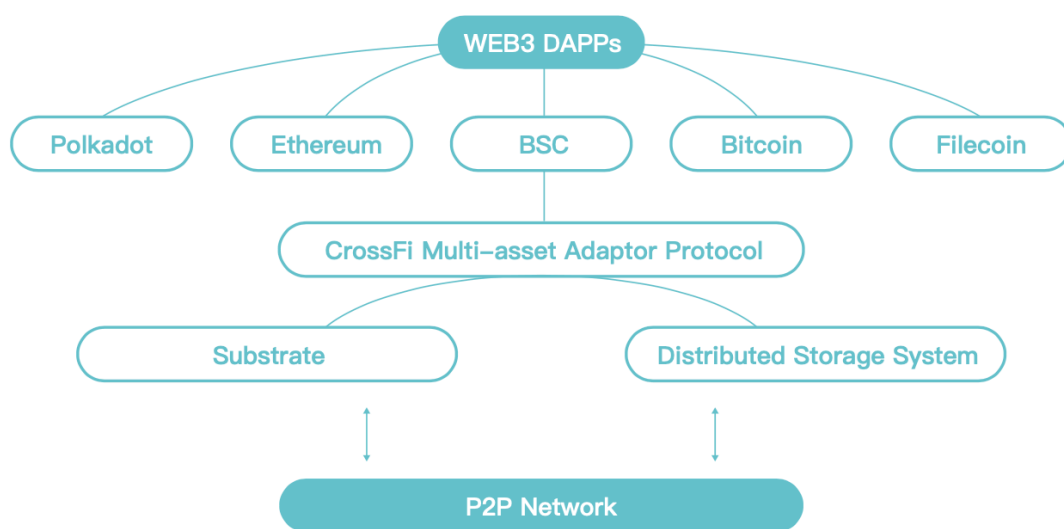 WEB3 DAPPs
Polkadot
Ethereum
BSC
Bitcoin
Filecoin
CrossFi Multi-asset Adaptor Protocol
Substrate
Distributed Storage System
P2P Network